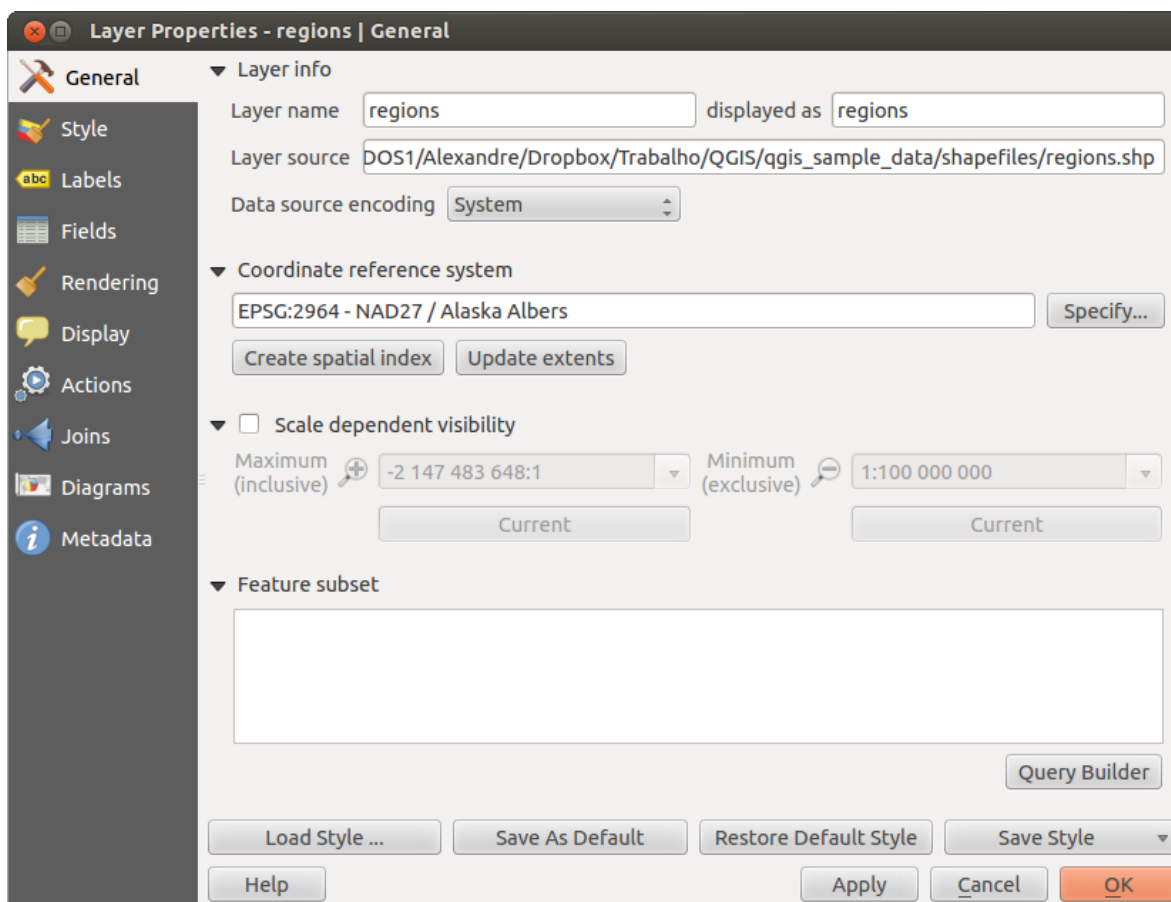 Layer Properties - regions | General
General
Style
Labels
Fields
Rendering
Display
Actions
Joins
Diagrams
Metadata
abc
i
Layer info
Layer name regions displayed as regions
Layer source DOS1/Alexandre/Dropbox/Trabalho/QGIS/qgis_sample_data/shapefiles/regions.shp
Data source encoding System
Coordinate reference system
EPSG:2964 - NAD27 / Alaska Albers Specify...
Create spatial index Update extents
Scale dependent visibility
Maximum (inclusive) -2 147 483 648:1 Minimum (exclusive) 1:100 000 000
Current Current
Feature subset
Query Builder
Load Style ... Save As Default Restore Default Style Save Style
Help Apply Cancel OK